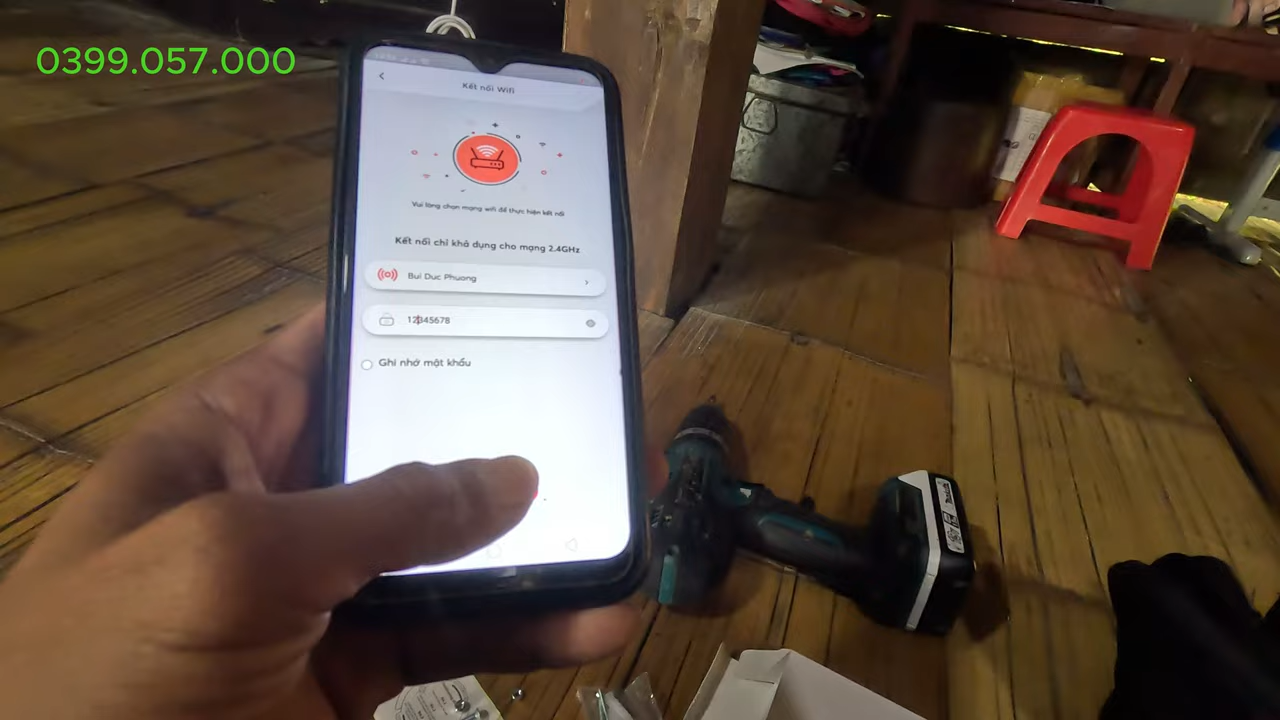 0399.057.000
Kết nối Wifi
Vui lòng chọn mạng wifi để thực hiện kết nối
Kết nối chỉ khả dụng cho mạng 2.4GHz
Bui Duc Phuong
12345678
Ghi nhớ mật khẩu